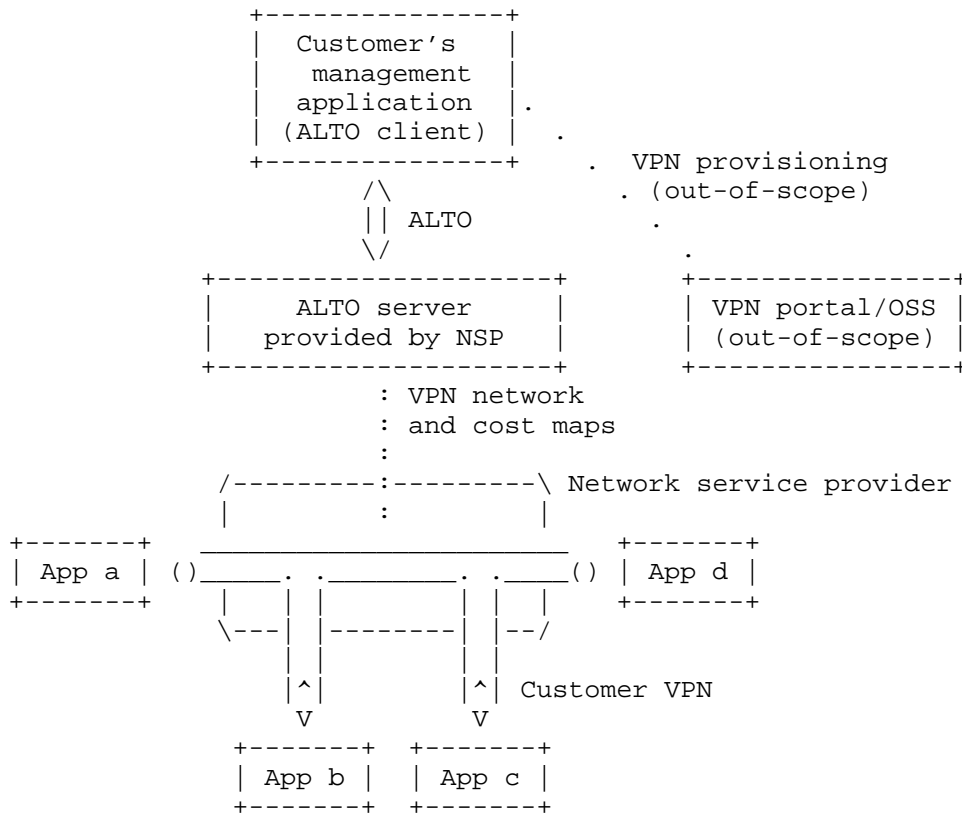 Customer's
management
application
(ALTO client)
VPN provisioning
(out-of-scope)
ALTO
ALTO server
provided by NSP
VPN portal/OSS
(out-of-scope)
VPN network
and cost maps
Network service provider
App a
App d
Customer VPN
App b
App c